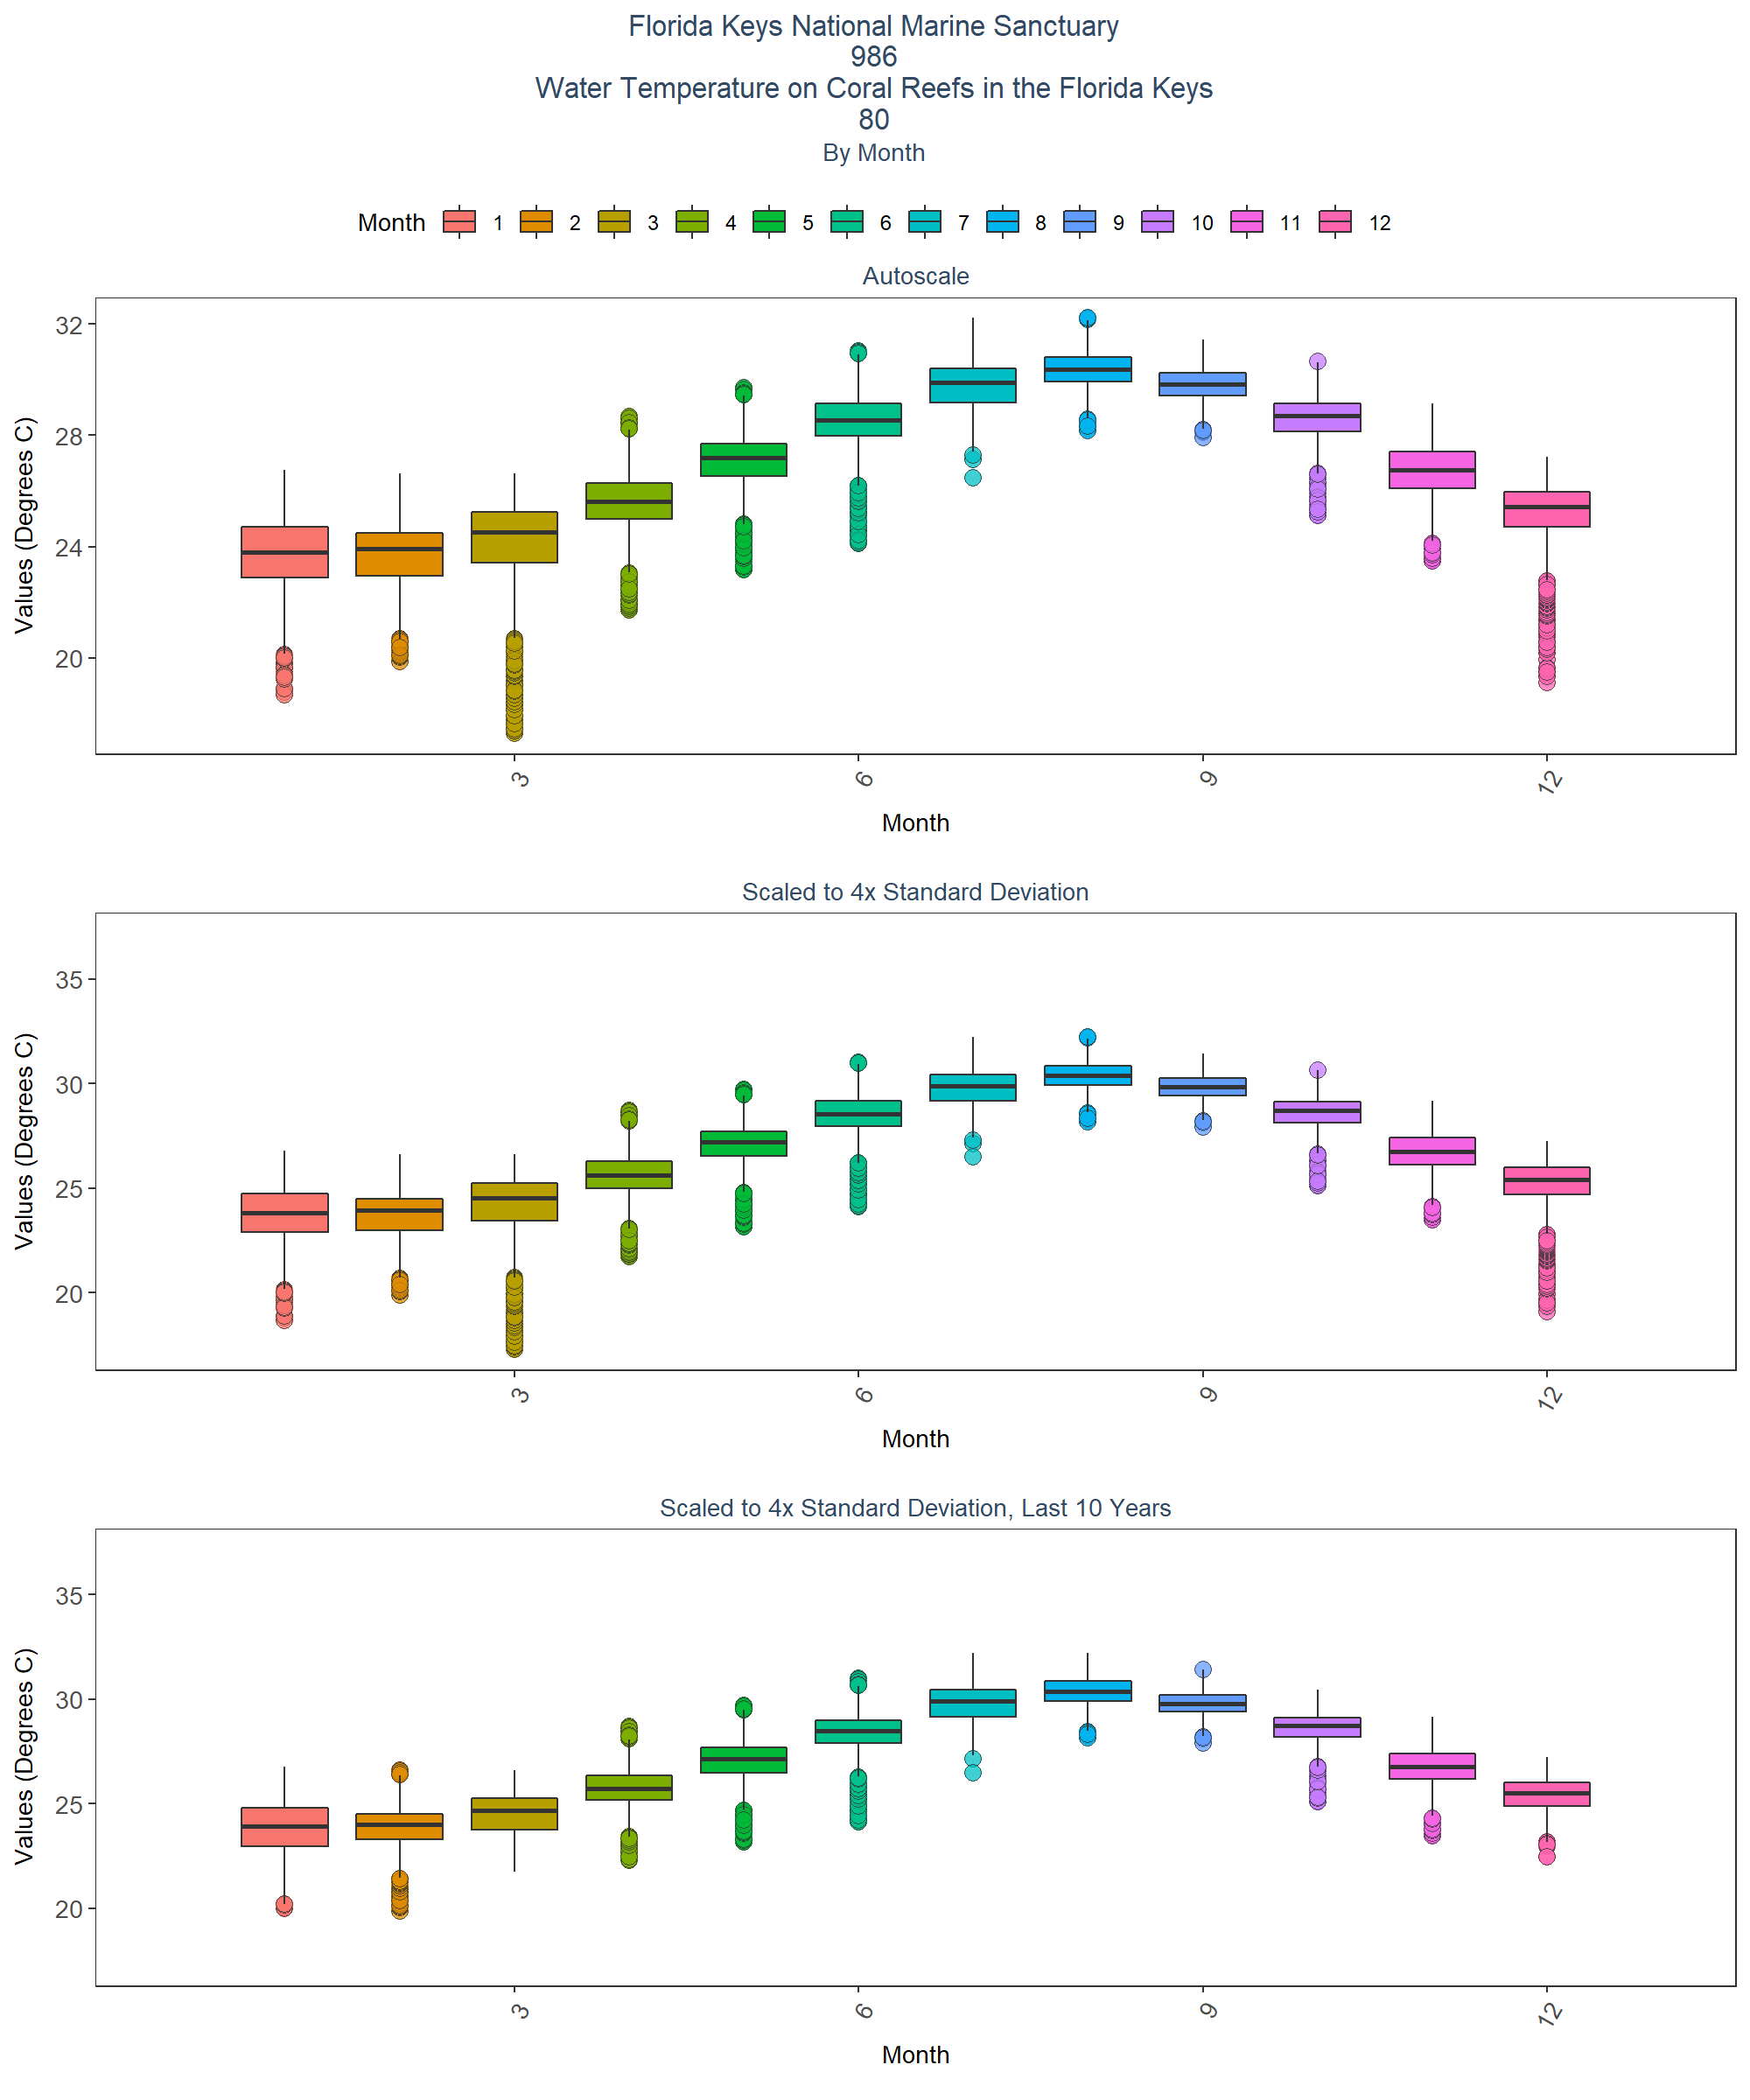 Florida Keys National Marine Sanctuary
986
Water Temperature on Coral Reefs in the Florida Keys
80
By Month
Month 1 2 3 4 5 6 7 8 9 10 11 12
Autoscale
Values (Degrees C)
32
28
24
20
3 6 9 12
Month
Scaled to 4x Standard Deviation
Values (Degrees C)
35
30
25
20
3 6 9 12
Month
Scaled to 4x Standard Deviation, Last 10 Years
Values (Degrees C)
35
30
25
20
3 6 9 12
Month